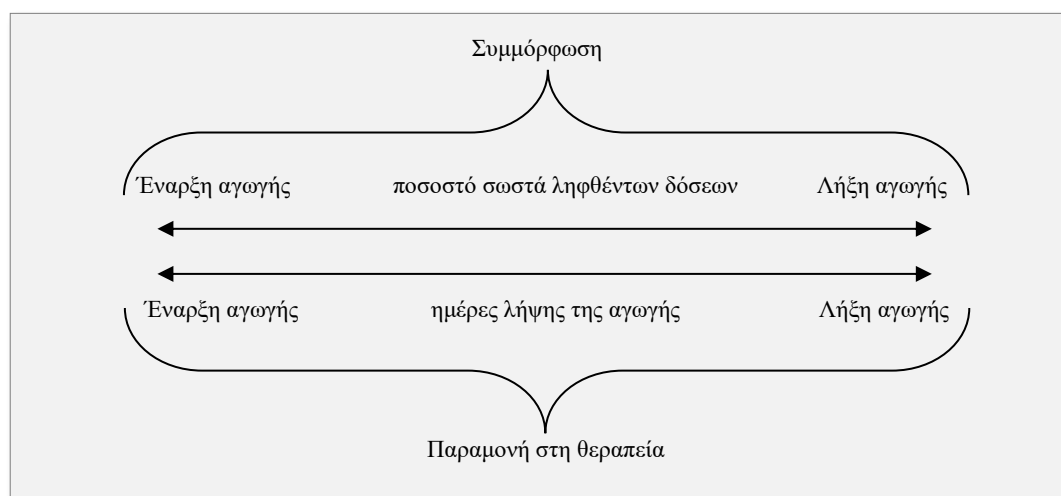 Συμμόρφωση
Έναρξη αγωγής ποσοστό σωστά ληφθέντων δόσεων Λήξη αγωγής
Έναρξη αγωγής ημέρες λήψης της αγωγής Λήξη αγωγής
Παραμονή στη θεραπεία